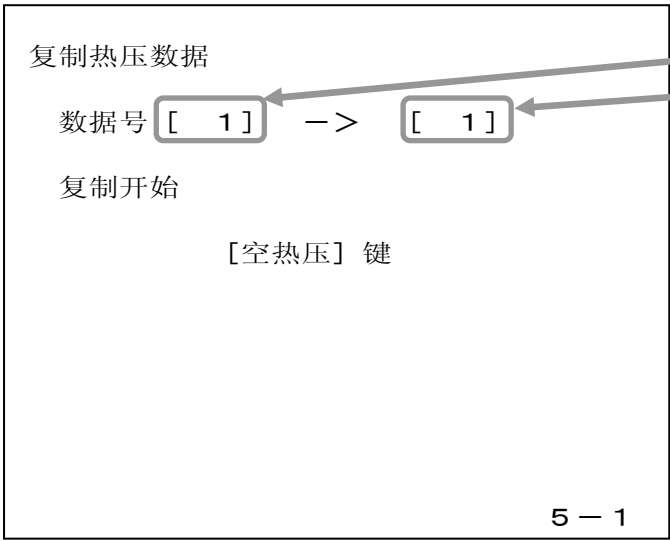 复制热压数据
数据号［　１］　－＞　［　１］
复制开始
［空热压］ 键
５－１